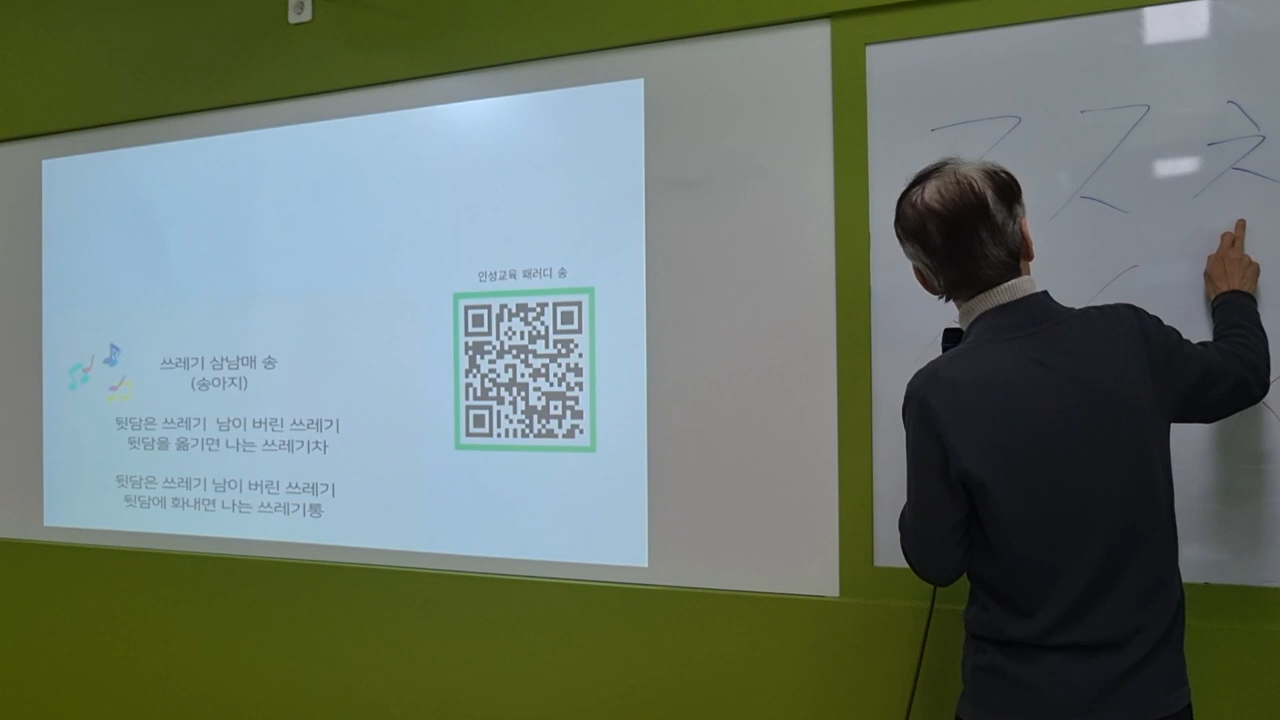 인성교육 패러디 송
쓰레기 삼남매 송
(송아지)
뒷담은 쓰레기 남이 버린 쓰레기
뒷담을 옮기면 나는 쓰레기차
뒷담은 쓰레기 남이 버린 쓰레기
뒷담에 화내면 나는 쓰레기통